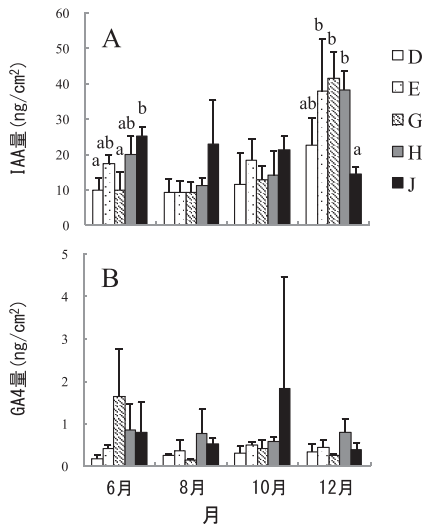 A
IAA量(ng/cm²)
60
50
40
30
20
10
0
a
ab
a
ab
b
ab
b
b
b
a
D
E
G
H
J
B
GA4量(ng/cm²)
5
4
3
2
1
0
6月
8月
10月
12月
月